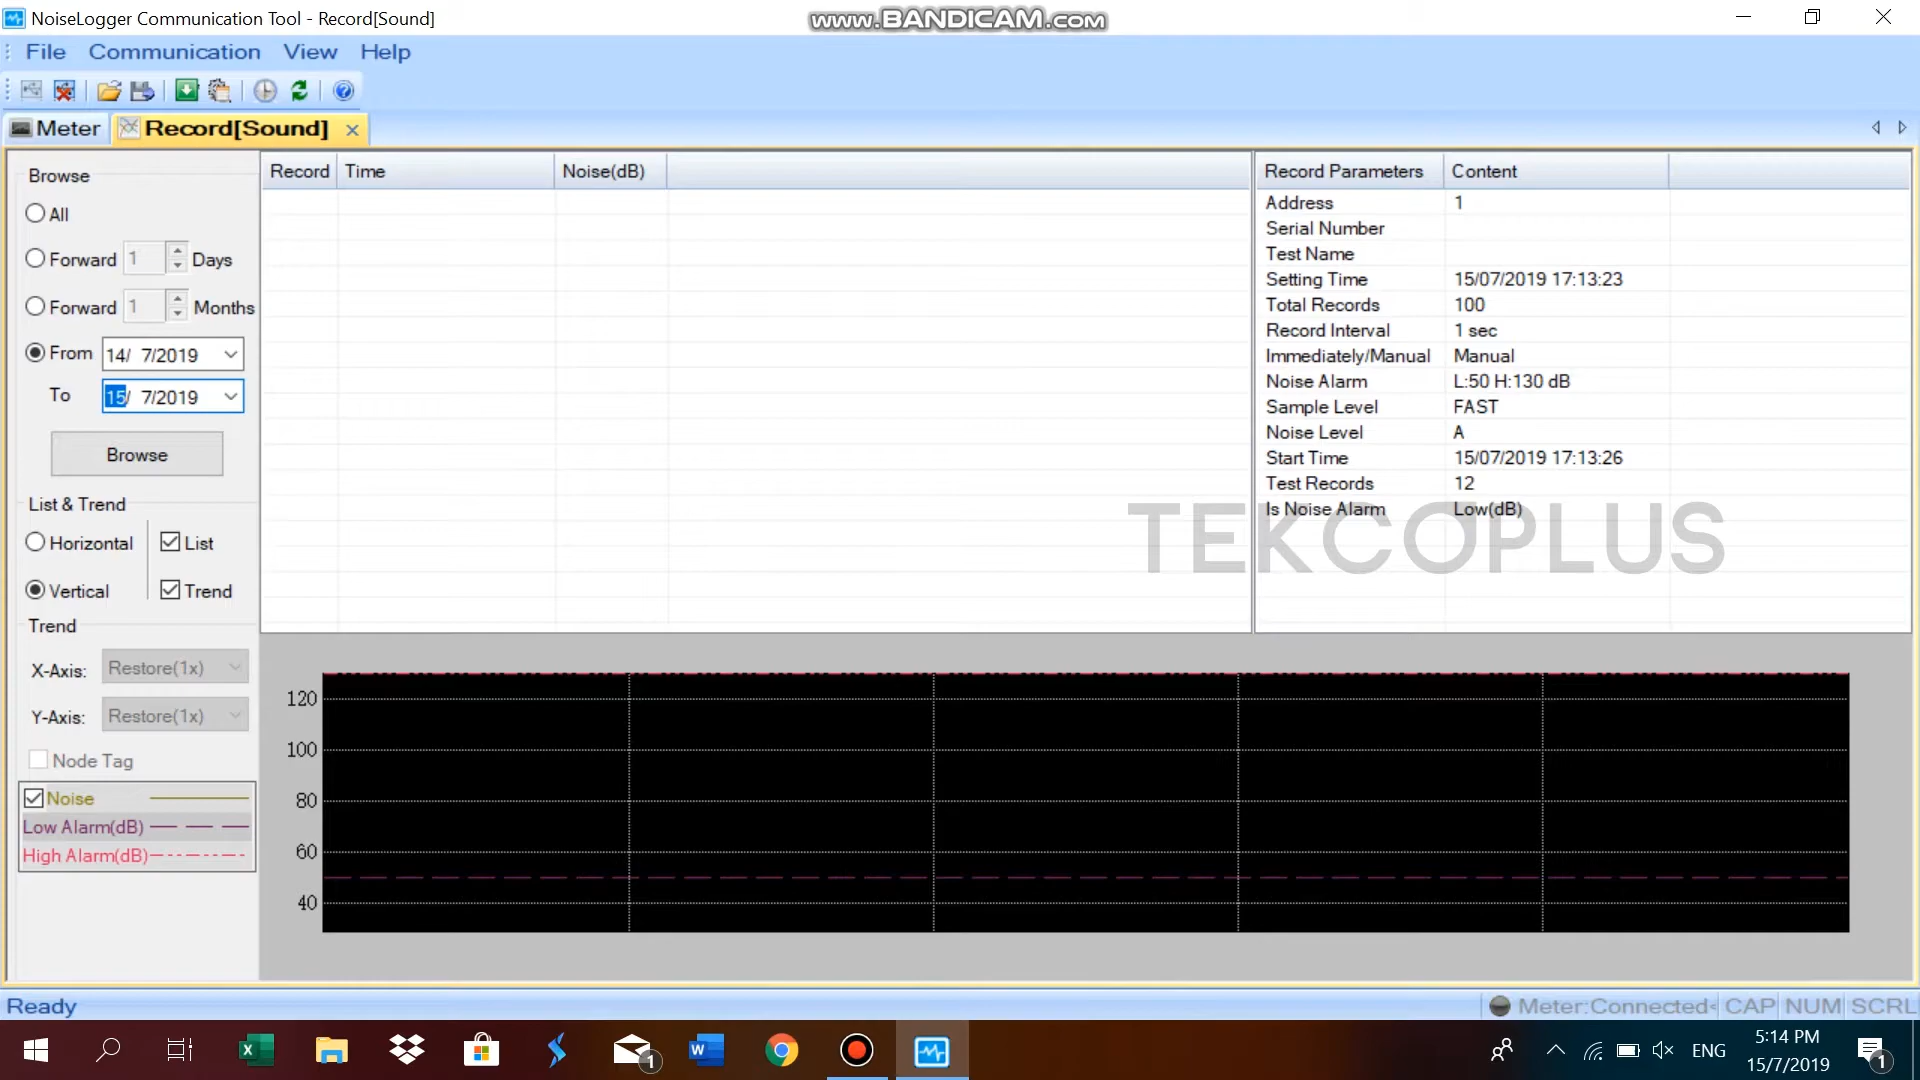 NoiseLogger Communication Tool - Record[Sound]
www.BANDICAM.com
File Communication View Help
Meter Record[Sound]
Browse
All
Forward 1 Days
Forward 1 Months
From 14/ 7/2019
To 15/ 7/2019
Browse
List & Trend
Horizontal List
Vertical Trend
Trend
X-Axis: Restore(1x)
Y-Axis: Restore(1x)
Node Tag
Noise
Low Alarm(dB)
High Alarm(dB)
Record Time Noise(dB)
Record Parameters Content
Address 1
Serial Number
Test Name
Setting Time 15/07/2019 17:13:23
Total Records 100
Record Interval 1 sec
Immediately/Manual Manual
Noise Alarm L:50 H:130 dB
Sample Level FAST
Noise Level A
Start Time 15/07/2019 17:13:26
Test Records 12
Is Noise Alarm Low(dB)
TEKCOPLUS
120
100
80
60
40
Ready
Meter:Connected< CAP NUM SCRL
1
ENG
5:14 PM
15/7/2019
1